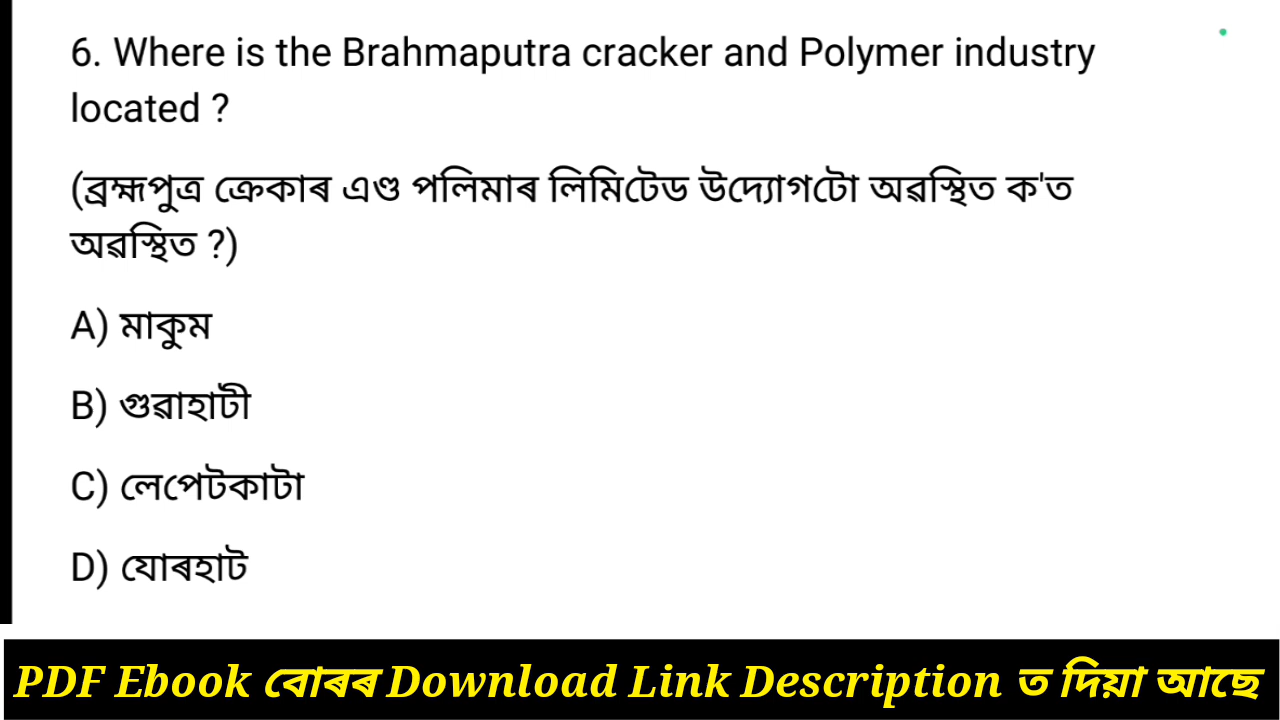 6. Where is the Brahmaputra cracker and Polymer industry
located ?
(ব্ৰহ্মপুত্ৰ ক্ৰেকাৰ এণ্ড পলিমাৰ লিমিটেড উদ্যোগটো অৱস্থিত ক'ত
অৱস্থিত ?)
A) মাকুম
B) গুৱাহাটী
C) লেপেটকাটা
D) যোৰহাট
PDF Ebook বোৰৰ Download Link Description ত দিয়া আছে